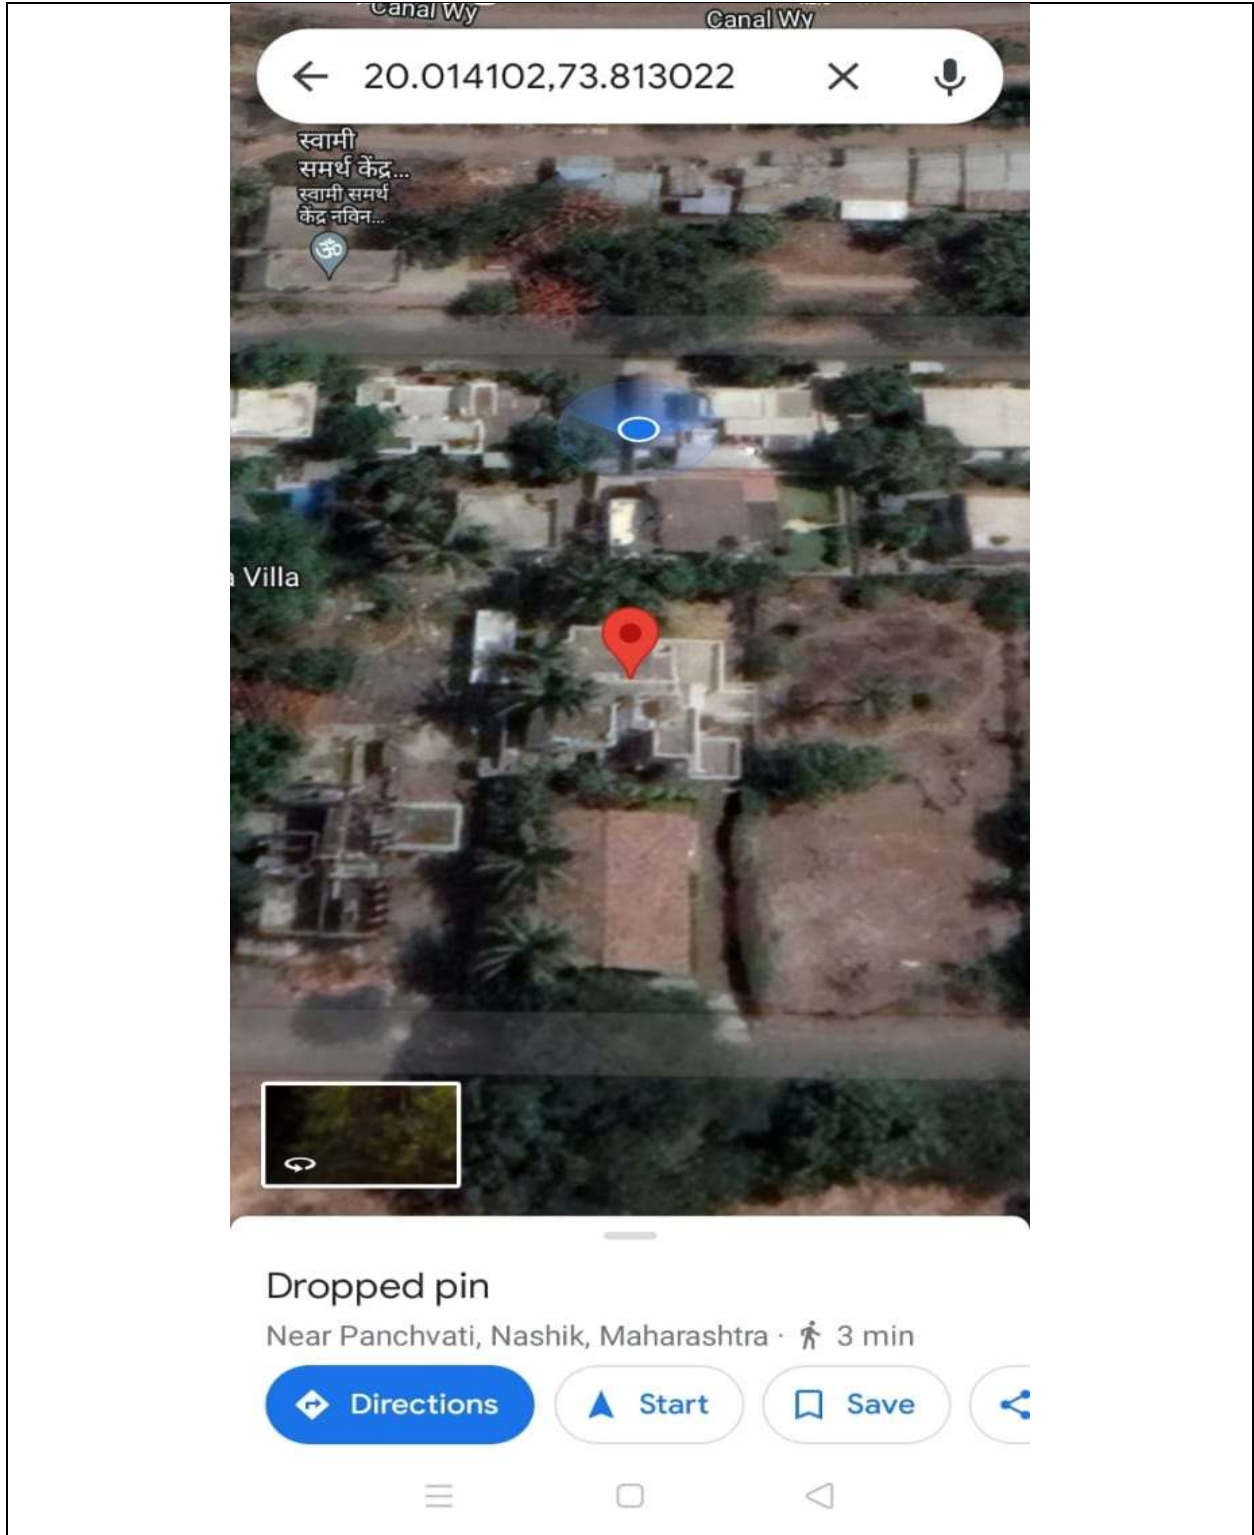 Canal Wy
Canal Wy
20.014102,73.813022
स्वामी
समर्थ केंद्र...
स्वामी समर्थ
केंद्र नविन...
ॐ
a Villa
Dropped pin
Near Panchvati, Nashik, Maharashtra · 3 min
Directions
Start
Save